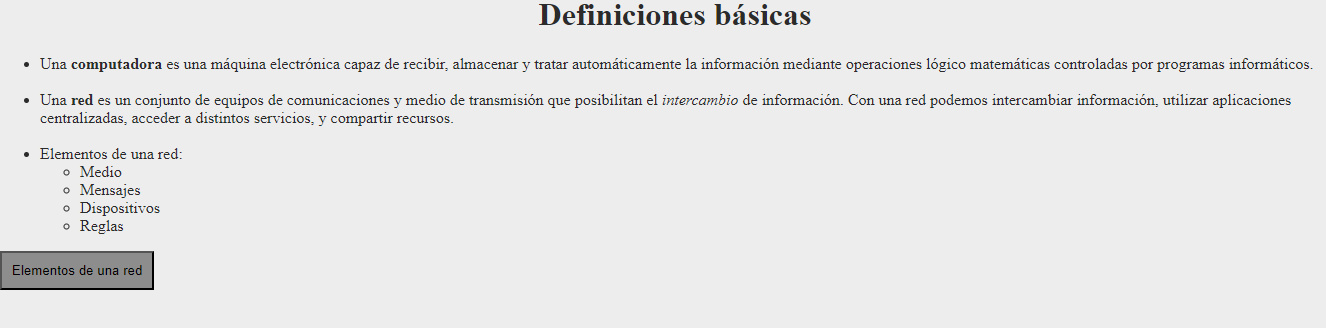 Definiciones básicas
Una computadora es una máquina electrónica capaz de recibir, almacenar y tratar automáticamente la información mediante operaciones lógico matemáticas controladas por programas informáticos.
Una red es un conjunto de equipos de comunicaciones y medio de transmisión que posibilitan el intercambio de información. Con una red podemos intercambiar información, utilizar aplicaciones
centralizadas, acceder a distintos servicios, y compartir recursos.
Elementos de una red:
Medio
Mensajes
Dispositivos
Reglas
Elementos de una red